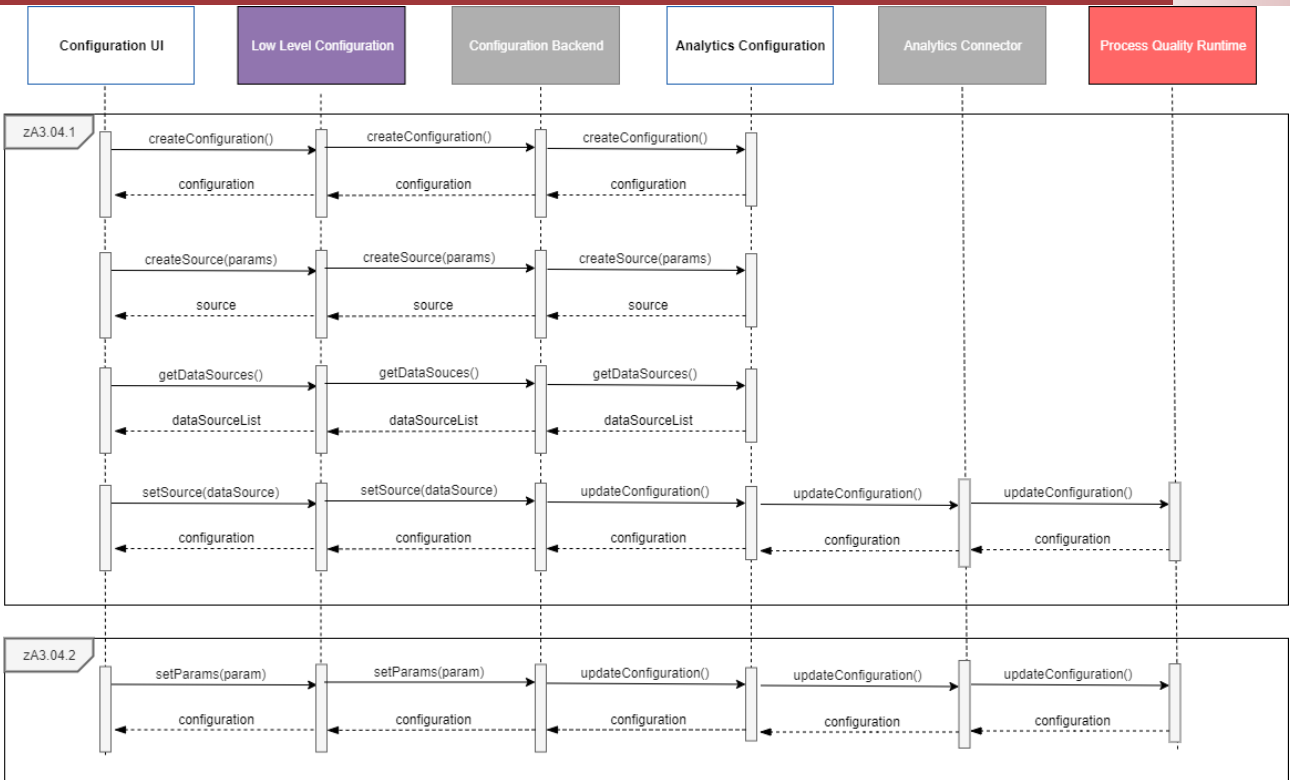 Configuration UI
Low Level Configuration
Configuration Backend
Analytics Configuration
Analytics Connector
Process Quality Runtime
zA3.04.1
createConfiguration()
createConfiguration()
createConfiguration()
configuration
configuration
configuration
createSource(params)
createSource(params)
createSource(params)
source
source
source
getDataSources()
getDataSouces()
getDataSources()
dataSourceList
dataSourceList
dataSourceList
setSource(dataSource)
setSource(dataSource)
updateConfiguration()
updateConfiguration()
updateConfiguration()
configuration
configuration
configuration
configuration
configuration
zA3.04.2
setParams(param)
setParams(param)
updateConfiguration()
updateConfiguration()
updateConfiguration()
configuration
configuration
configuration
configuration
configuration